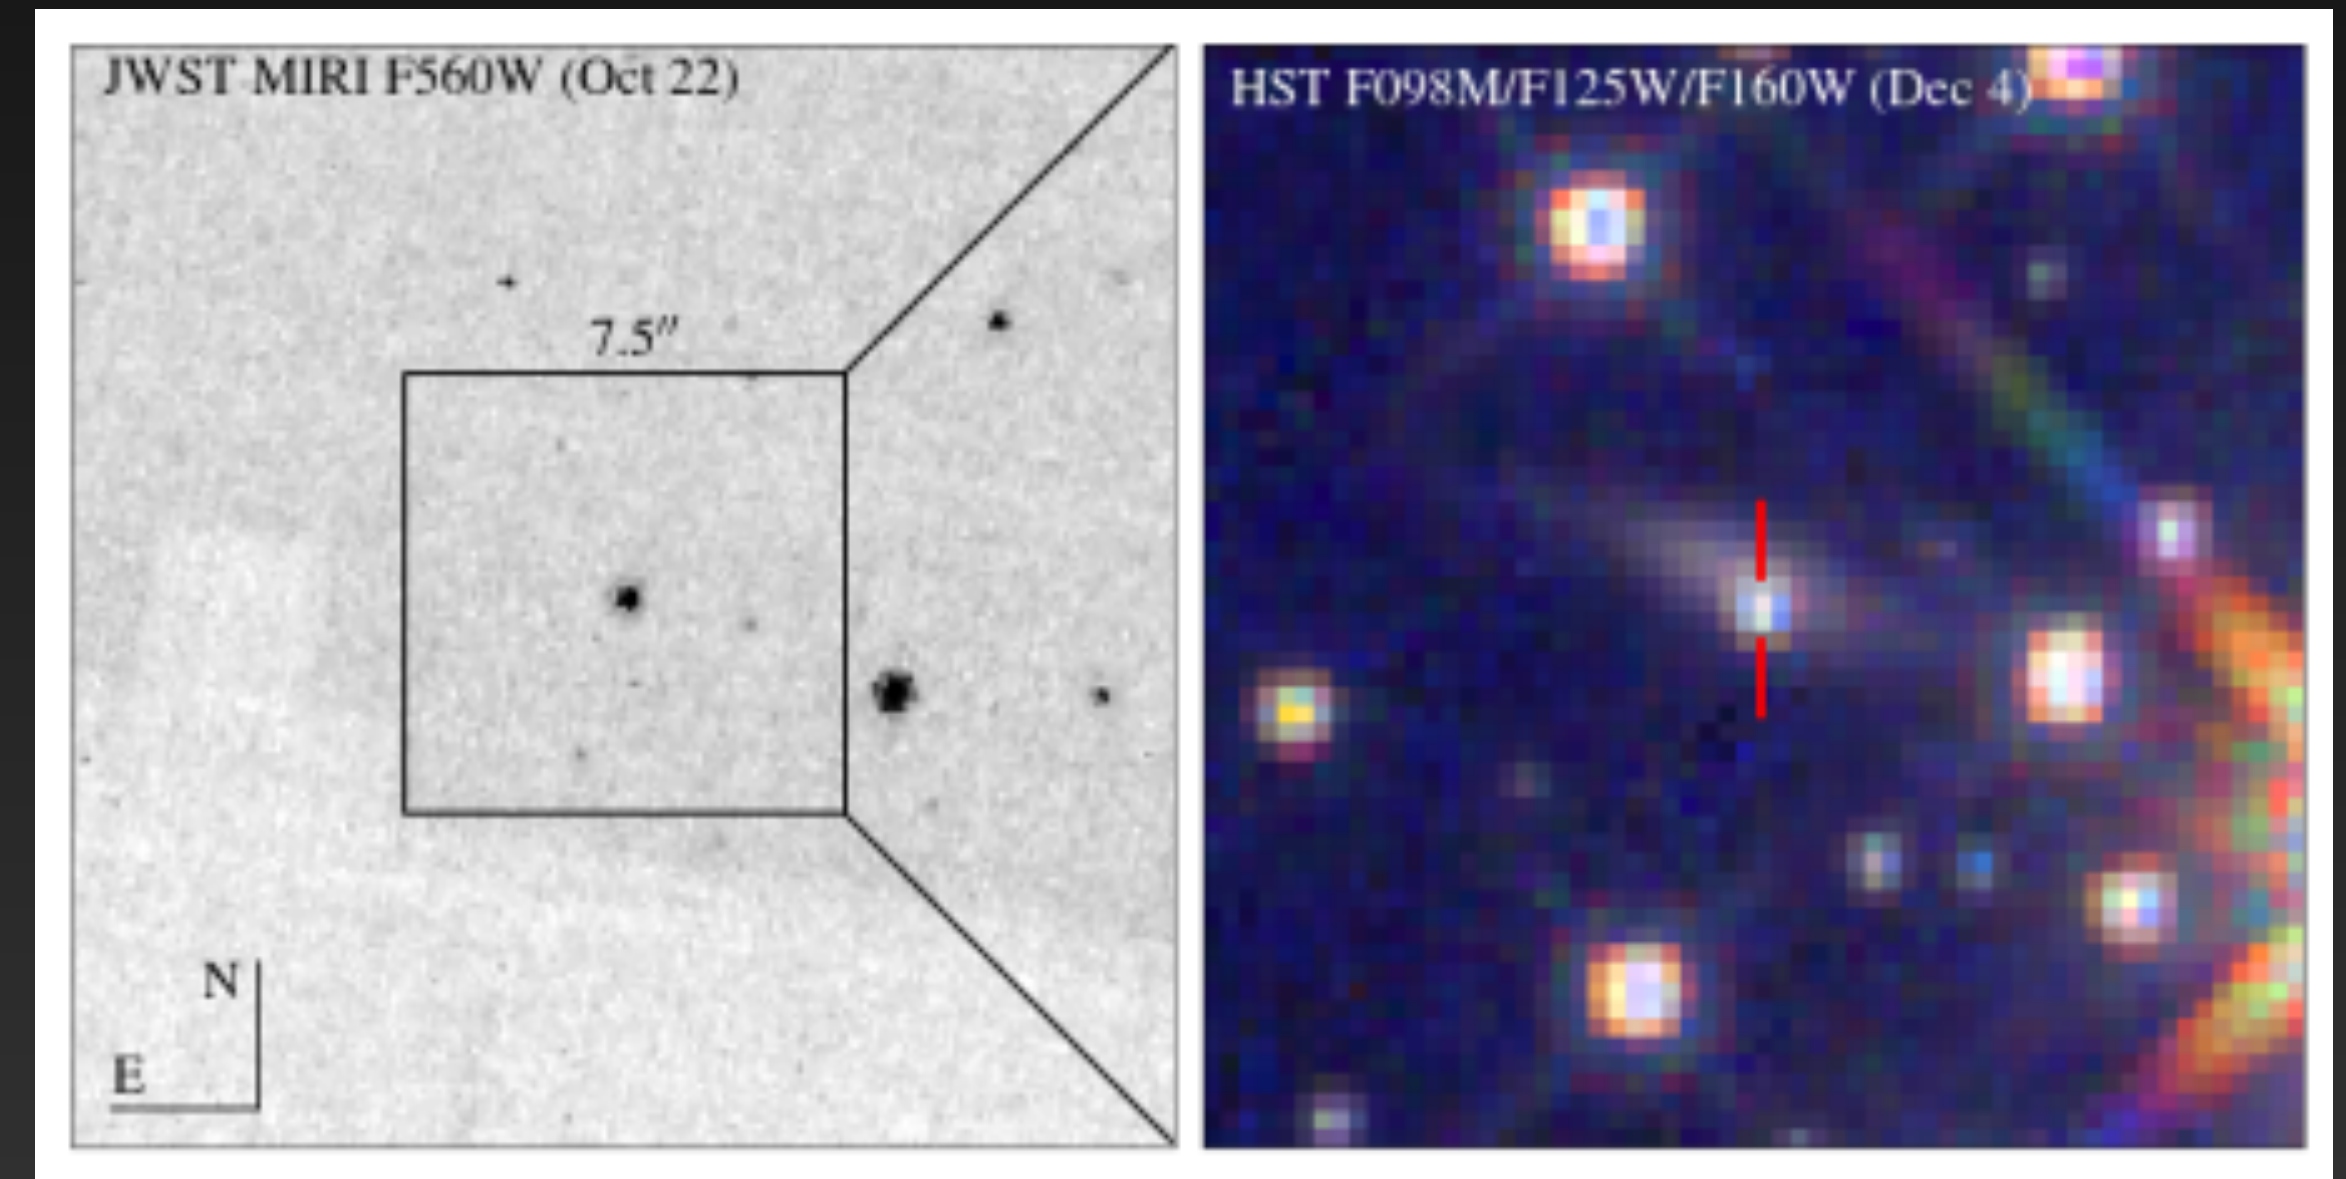 JWST MIRI F560W (Oct 22)
7.5″
N
E
HST F098M/F125W/F160W (Dec 4)